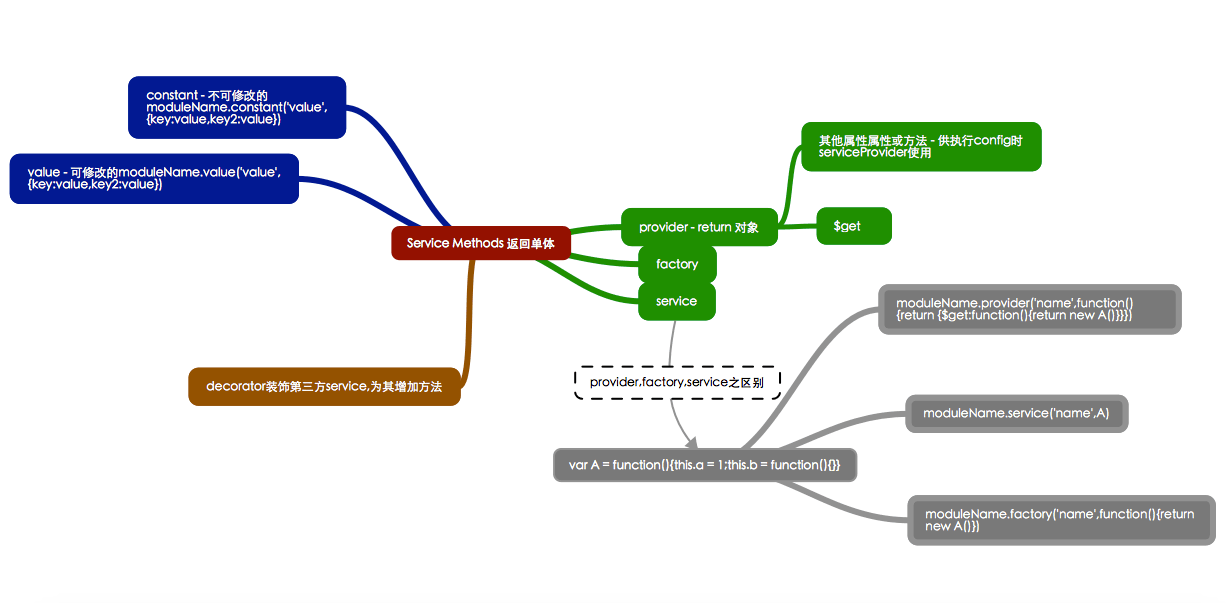 constant - 不可修改的
moduleName.constant('value',
{key:value,key2:value})
value - 可修改的moduleName.value('value',
{key:value,key2:value})
Service Methods 返回单体
decorator装饰第三方service,为其增加方法
provider - return 对象
factory
service
其他属性属性或方法 - 供执行config时
serviceProvider使用
$get
provider,factory,service之区别
var A = function(){this.a = 1;this.b = function(){}}
moduleName.provider('name',function()
{return {$get:function(){return new A()}}})
moduleName.service('name',A)
moduleName.factory('name',function(){return
new A()})